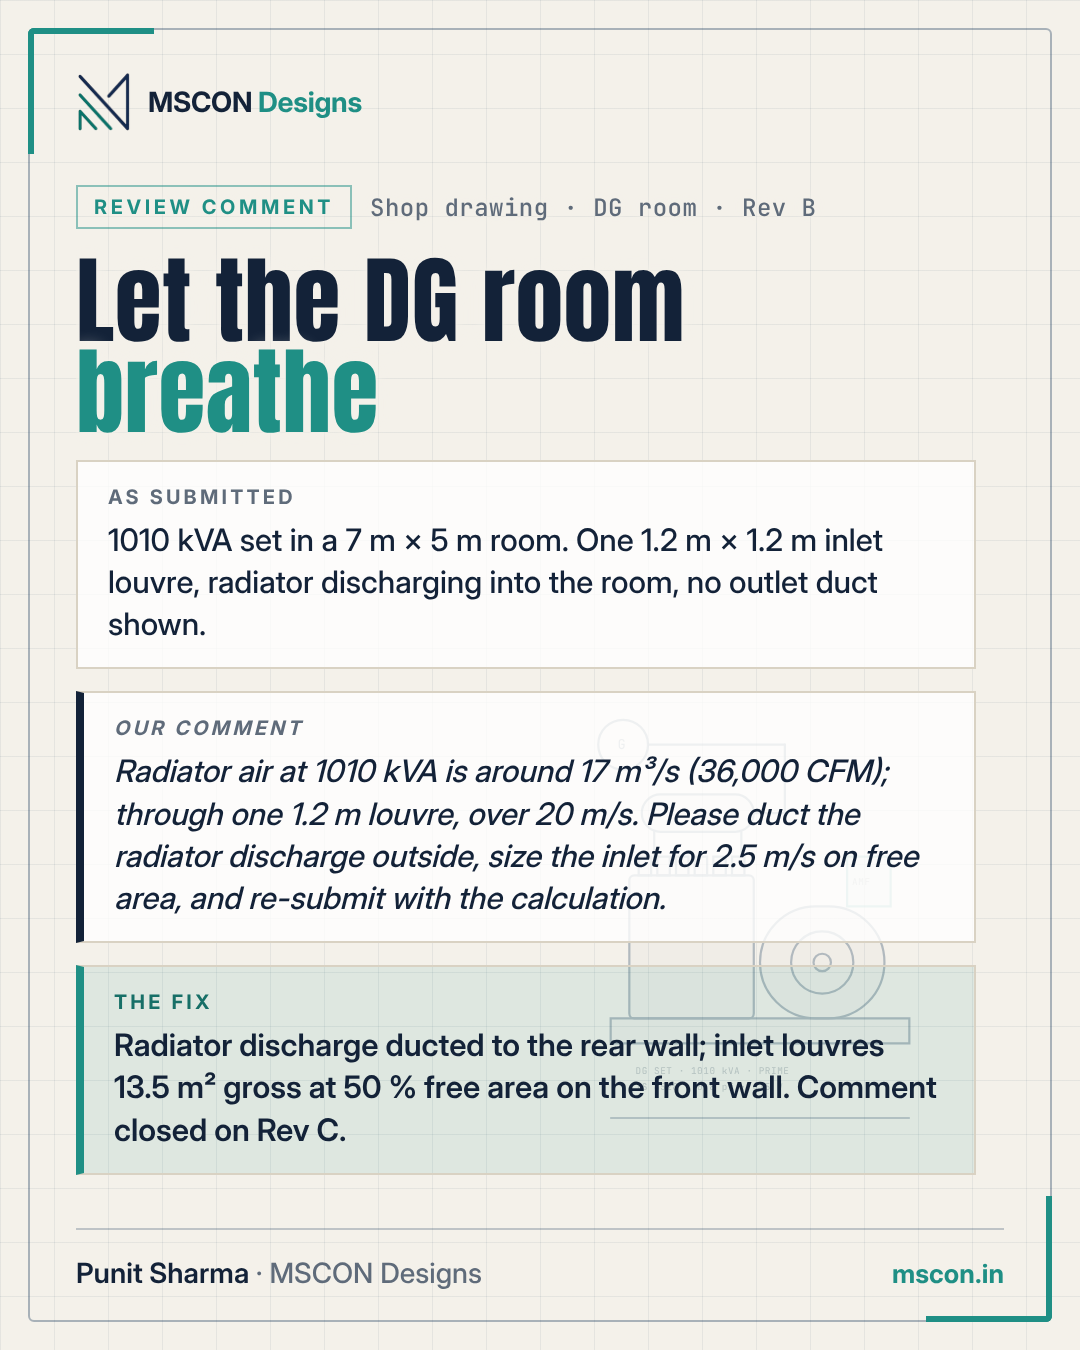 MSCON Designs
REVIEW COMMENT
Shop drawing · DG room · Rev B
Let the DG room
breathe
AS SUBMITTED
1010 kVA set in a 7 m × 5 m room. One 1.2 m × 1.2 m inlet
louvre, radiator discharging into the room, no outlet duct
shown.
OUR COMMENT
G
Radiator air at 1010 kVA is around 17 m³/s (36,000 CFM);
through one 1.2 m louvre, over 20 m/s. Please duct the
radiator discharge outside, size the inlet for 2.5 m/s on free
area, and re-submit with the calculation.
THE FIX
Radiator discharge ducted to the rear wall; inlet louvres
DG SET · 1010 kVA · PRIME
13.5 m² gross at 50 % free area on the front wall. Comment
closed on Rev C.
Punit Sharma · MSCON Designs
mscon.in